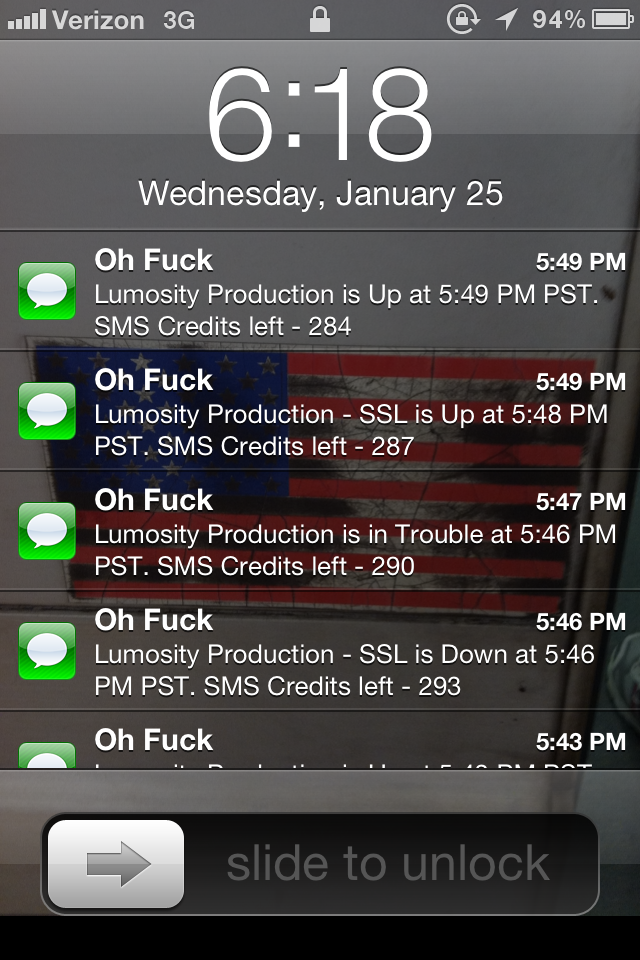 Verizon 3G 94%
6:18
Wednesday, January 25
Oh Fuck 5:49 PM
Lumosity Production is Up at 5:49 PM PST.
SMS Credits left - 284
Oh Fuck 5:49 PM
Lumosity Production - SSL is Up at 5:48 PM
PST. SMS Credits left - 287
Oh Fuck 5:47 PM
Lumosity Production is in Trouble at 5:46 PM
PST. SMS Credits left - 290
Oh Fuck 5:46 PM
Lumosity Production - SSL is Down at 5:46
PM PST. SMS Credits left - 293
Oh Fuck 5:43 PM
slide to unlock